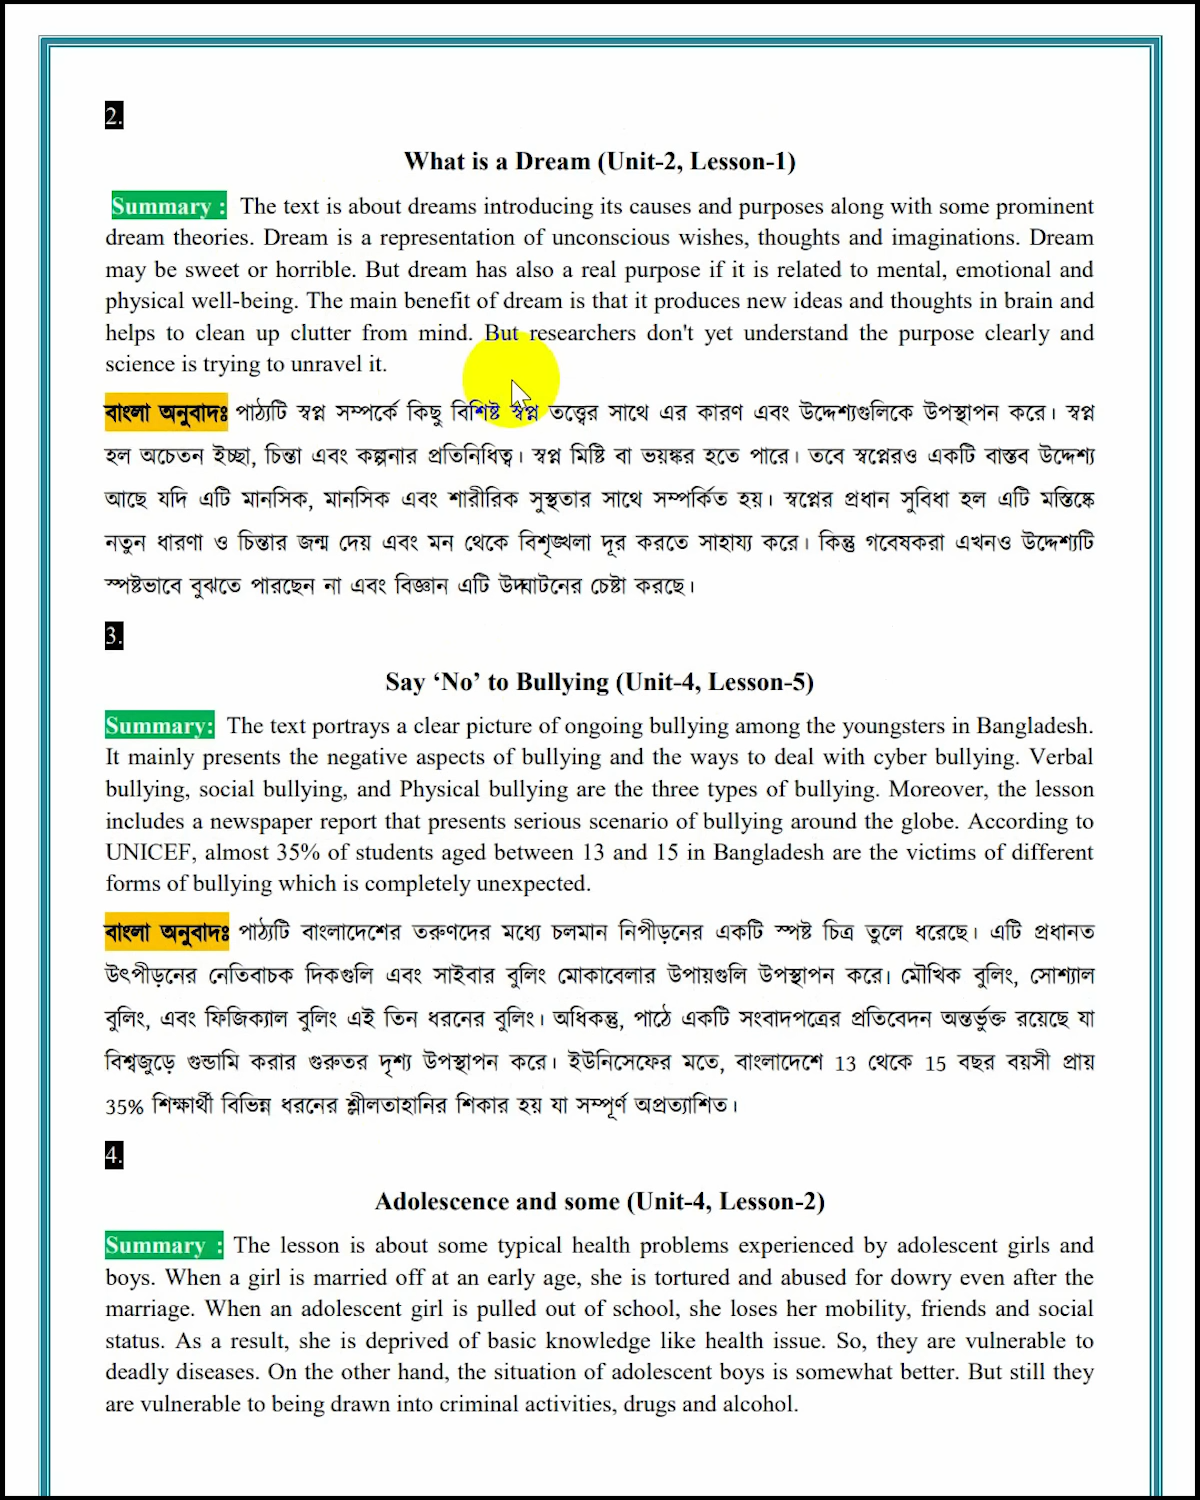 2.
What is a Dream (Unit-2, Lesson-1)
Summary : The text is about dreams introducing its causes and purposes along with some prominent
dream theories. Dream is a representation of unconscious wishes, thoughts and imaginations. Dream
may be sweet or horrible. But dream has also a real purpose if it is related to mental, emotional and
physical well-being. The main benefit of dream is that it produces new ideas and thoughts in brain and
helps to clean up clutter from mind. But researchers don't yet understand the purpose clearly and
science is trying to unravel it.
বাংলা অনুবাদঃ পাঠ্যটি স্বপ্ন সম্পর্কে কিছু বিশিষ্ট স্বপ্ন তত্ত্বের সাথে এর কারণ এবং উদ্দেশ্যগুলিকে উপস্থাপন করে। স্বপ্ন
হল অচেতন ইচ্ছা, চিন্তা এবং কল্পনার প্রতিনিধিত্ব। স্বপ্ন মিষ্টি বা ভয়ঙ্কর হতে পারে। তবে স্বপ্নেরও একটি বাস্তব উদ্দেশ্য
আছে যদি এটি মানসিক, মানসিক এবং শারীরিক সুস্থতার সাথে সম্পর্কিত হয়। স্বপ্নের প্রধান সুবিধা হল এটি মস্তিষ্কে
নতুন ধারণা ও চিন্তার জন্ম দেয় এবং মন থেকে বিশৃঙ্খলা দূর করতে সাহায্য করে। কিন্তু গবেষকরা এখনও উদ্দেশ্যটি
স্পষ্টভাবে বুঝতে পারছেন না এবং বিজ্ঞান এটি উদ্ঘাটনের চেষ্টা করছে।
3.
Say ‘No’ to Bullying (Unit-4, Lesson-5)
Summary: The text portrays a clear picture of ongoing bullying among the youngsters in Bangladesh.
It mainly presents the negative aspects of bullying and the ways to deal with cyber bullying. Verbal
bullying, social bullying, and Physical bullying are the three types of bullying. Moreover, the lesson
includes a newspaper report that presents serious scenario of bullying around the globe. According to
UNICEF, almost 35% of students aged between 13 and 15 in Bangladesh are the victims of different
forms of bullying which is completely unexpected.
বাংলা অনুবাদঃ পাঠ্যটি বাংলাদেশের তরুণদের মধ্যে চলমান নিপীড়নের একটি স্পষ্ট চিত্র তুলে ধরেছে। এটি প্রধানত
উৎপীড়নের নেতিবাচক দিকগুলি এবং সাইবার বুলিং মোকাবেলার উপায়গুলি উপস্থাপন করে। মৌখিক বুলিং, সোশ্যাল
বুলিং, এবং ফিজিক্যাল বুলিং এই তিন ধরনের বুলিং। অধিকন্তু, পাঠে একটি সংবাদপত্রের প্রতিবেদন অন্তর্ভুক্ত রয়েছে যা
বিশ্বজুড়ে গুন্ডামি করার গুরুতর দৃশ্য উপস্থাপন করে। ইউনিসেফের মতে, বাংলাদেশে 13 থেকে 15 বছর বয়সী প্রায়
35% শিক্ষার্থী বিভিন্ন ধরনের শ্লীলতাহানির শিকার হয় যা সম্পূর্ণ অপ্রত্যাশিত।
4.
Adolescence and some (Unit-4, Lesson-2)
Summary : The lesson is about some typical health problems experienced by adolescent girls and
boys. When a girl is married off at an early age, she is tortured and abused for dowry even after the
marriage. When an adolescent girl is pulled out of school, she loses her mobility, friends and social
status. As a result, she is deprived of basic knowledge like health issue. So, they are vulnerable to
deadly diseases. On the other hand, the situation of adolescent boys is somewhat better. But still they
are vulnerable to being drawn into criminal activities, drugs and alcohol.